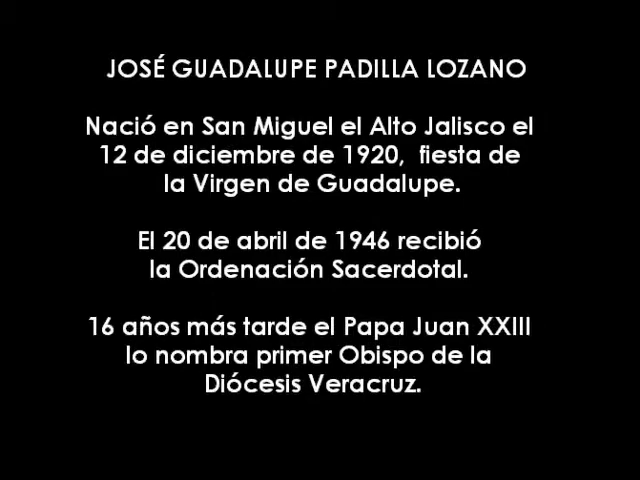 JOSÉ GUADALUPE PADILLA LOZANO
Nació en San Miguel el Alto Jalisco el
12 de diciembre de 1920, fiesta de
la Virgen de Guadalupe.
El 20 de abril de 1946 recibió
la Ordenación Sacerdotal.
16 años más tarde el Papa Juan XXIII
lo nombra primer Obispo de la
Diócesis Veracruz.